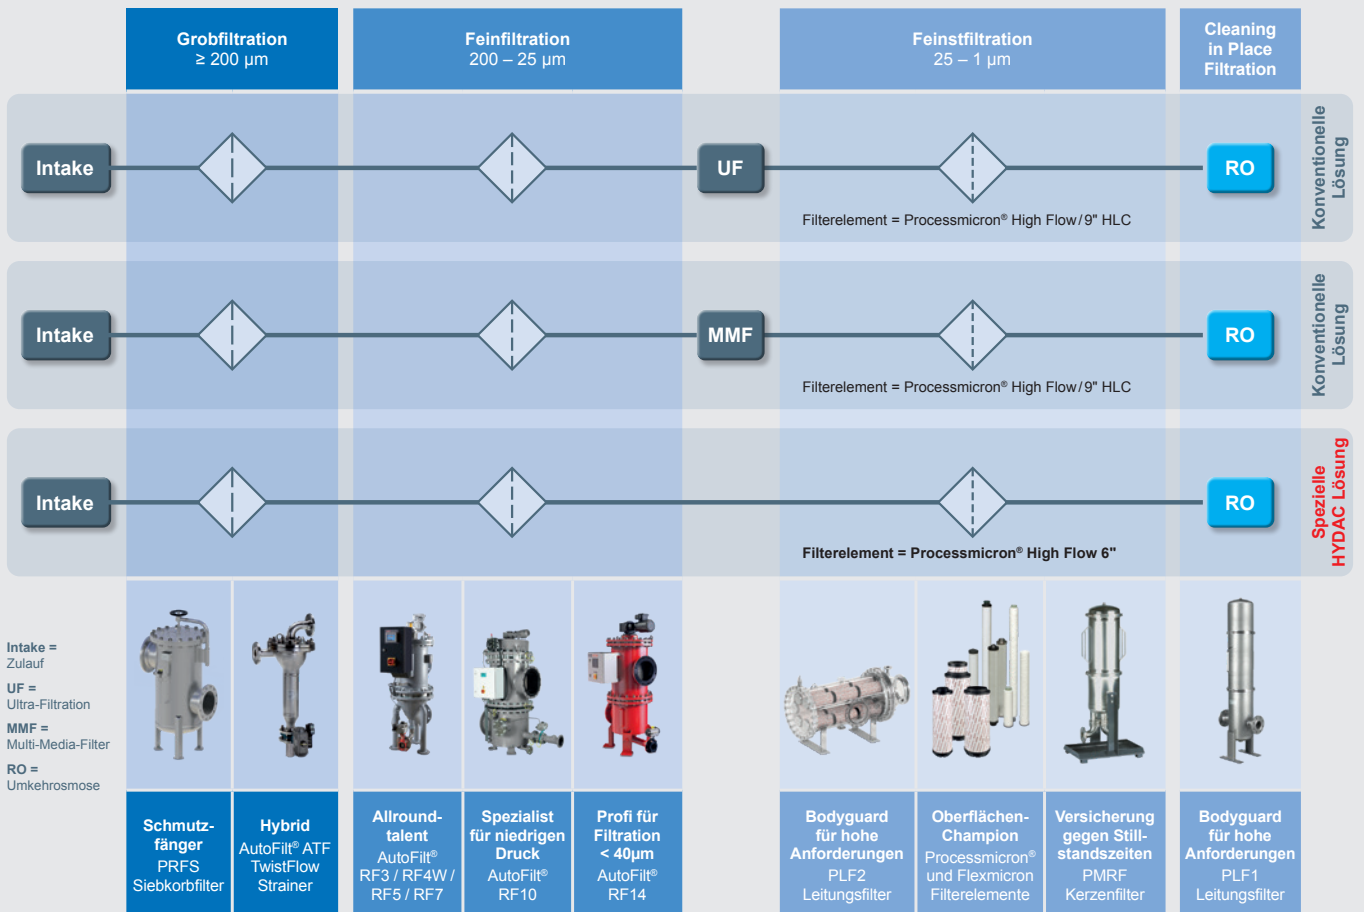 Grobfiltration
≥ 200 µm
Feinfiltration
200 – 25 µm
Feinstfiltration
25 – 1 µm
Cleaning
in Place
Filtration
Intake
UF
RO
Filterelement = Processmicron® High Flow/9" HLC
Konventionelle
Lösung
Intake
MMF
RO
Filterelement = Processmicron® High Flow/9" HLC
Konventionelle
Lösung
Intake
RO
Filterelement = Processmicron® High Flow 6"
Spezielle
HYDAC Lösung
Intake =
Zulauf
UF =
Ultra-Filtration
MMF =
Multi-Media-Filter
RO =
Umkehrosmose
Schmutz-
fänger
PRFS
Siebkorbfilter
Hybrid
AutoFilt® ATF
TwistFlow
Strainer
Allround-
talent
AutoFilt®
RF3 / RF4W /
RF5 / RF7
Spezialist
für niedrigen
Druck
AutoFilt®
RF10
Profi für
Filtration
< 40µm
AutoFilt®
RF14
Bodyguard
für hohe
Anforderungen
PLF2
Leitungsfilter
Oberflächen-
Champion
Processmicron®
und Flexmicron
Filterelemente
Versicherung
gegen Still-
standszeiten
PMRF
Kerzenfilter
Bodyguard
für hohe
Anforderungen
PLF1
Leitungsfilter